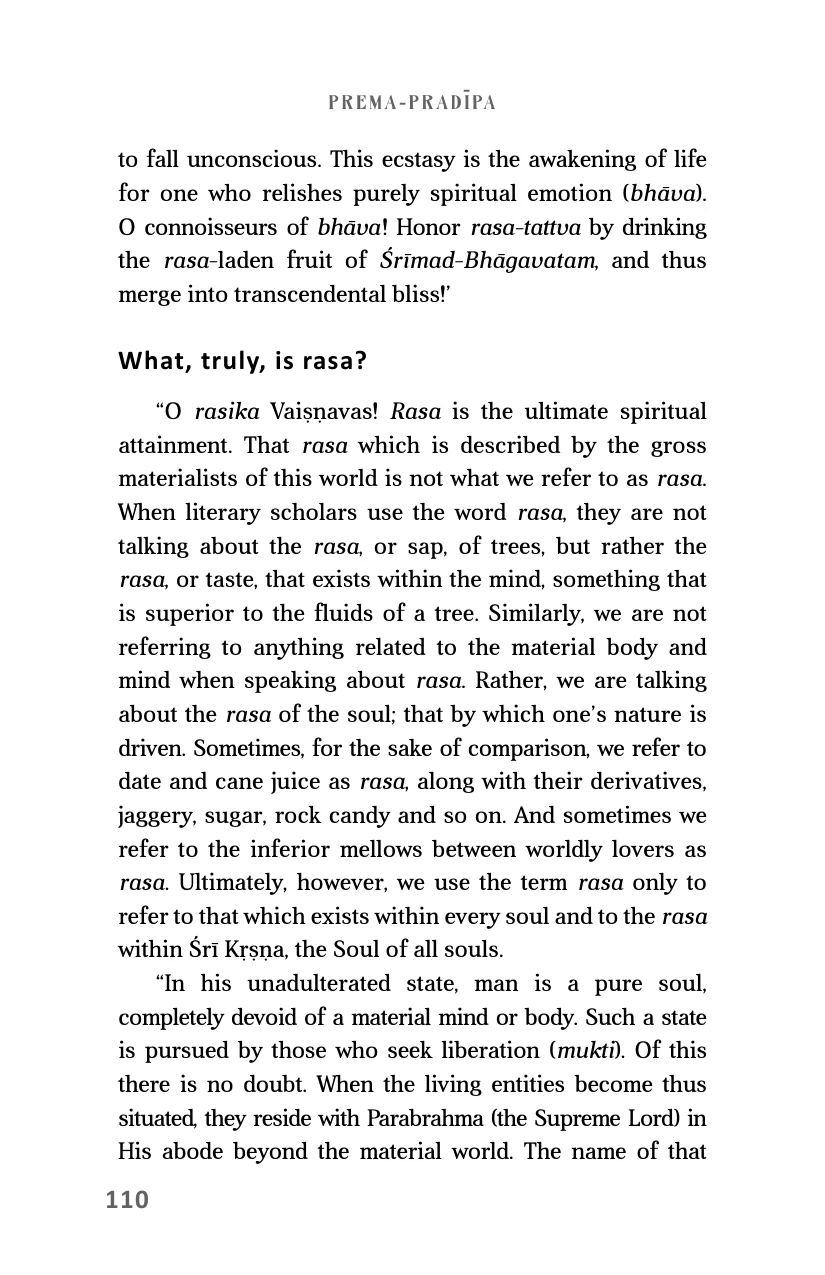 PREMA-PRADĪPA
to fall unconscious. This ecstasy is the awakening of life
for one who relishes purely spiritual emotion (bhāva).
O connoisseurs of bhāva! Honor rasa-tattva by drinking
the rasa-laden fruit of Śrīmad-Bhāgavatam, and thus
merge into transcendental bliss!’
What, truly, is rasa?
“O rasika Vaiṣṇavas! Rasa is the ultimate spiritual
attainment. That rasa which is described by the gross
materialists of this world is not what we refer to as rasa.
When literary scholars use the word rasa, they are not
talking about the rasa, or sap, of trees, but rather the
rasa, or taste, that exists within the mind, something that
is superior to the fluids of a tree. Similarly, we are not
referring to anything related to the material body and
mind when speaking about rasa. Rather, we are talking
about the rasa of the soul; that by which one’s nature is
driven. Sometimes, for the sake of comparison, we refer to
date and cane juice as rasa, along with their derivatives,
jaggery, sugar, rock candy and so on. And sometimes we
refer to the inferior mellows between worldly lovers as
rasa. Ultimately, however, we use the term rasa only to
refer to that which exists within every soul and to the rasa
within Śrī Kṛṣṇa, the Soul of all souls.
“In his unadulterated state, man is a pure soul,
completely devoid of a material mind or body. Such a state
is pursued by those who seek liberation (mukti). Of this
there is no doubt. When the living entities become thus
situated, they reside with Parabrahma (the Supreme Lord) in
His abode beyond the material world. The name of that
110